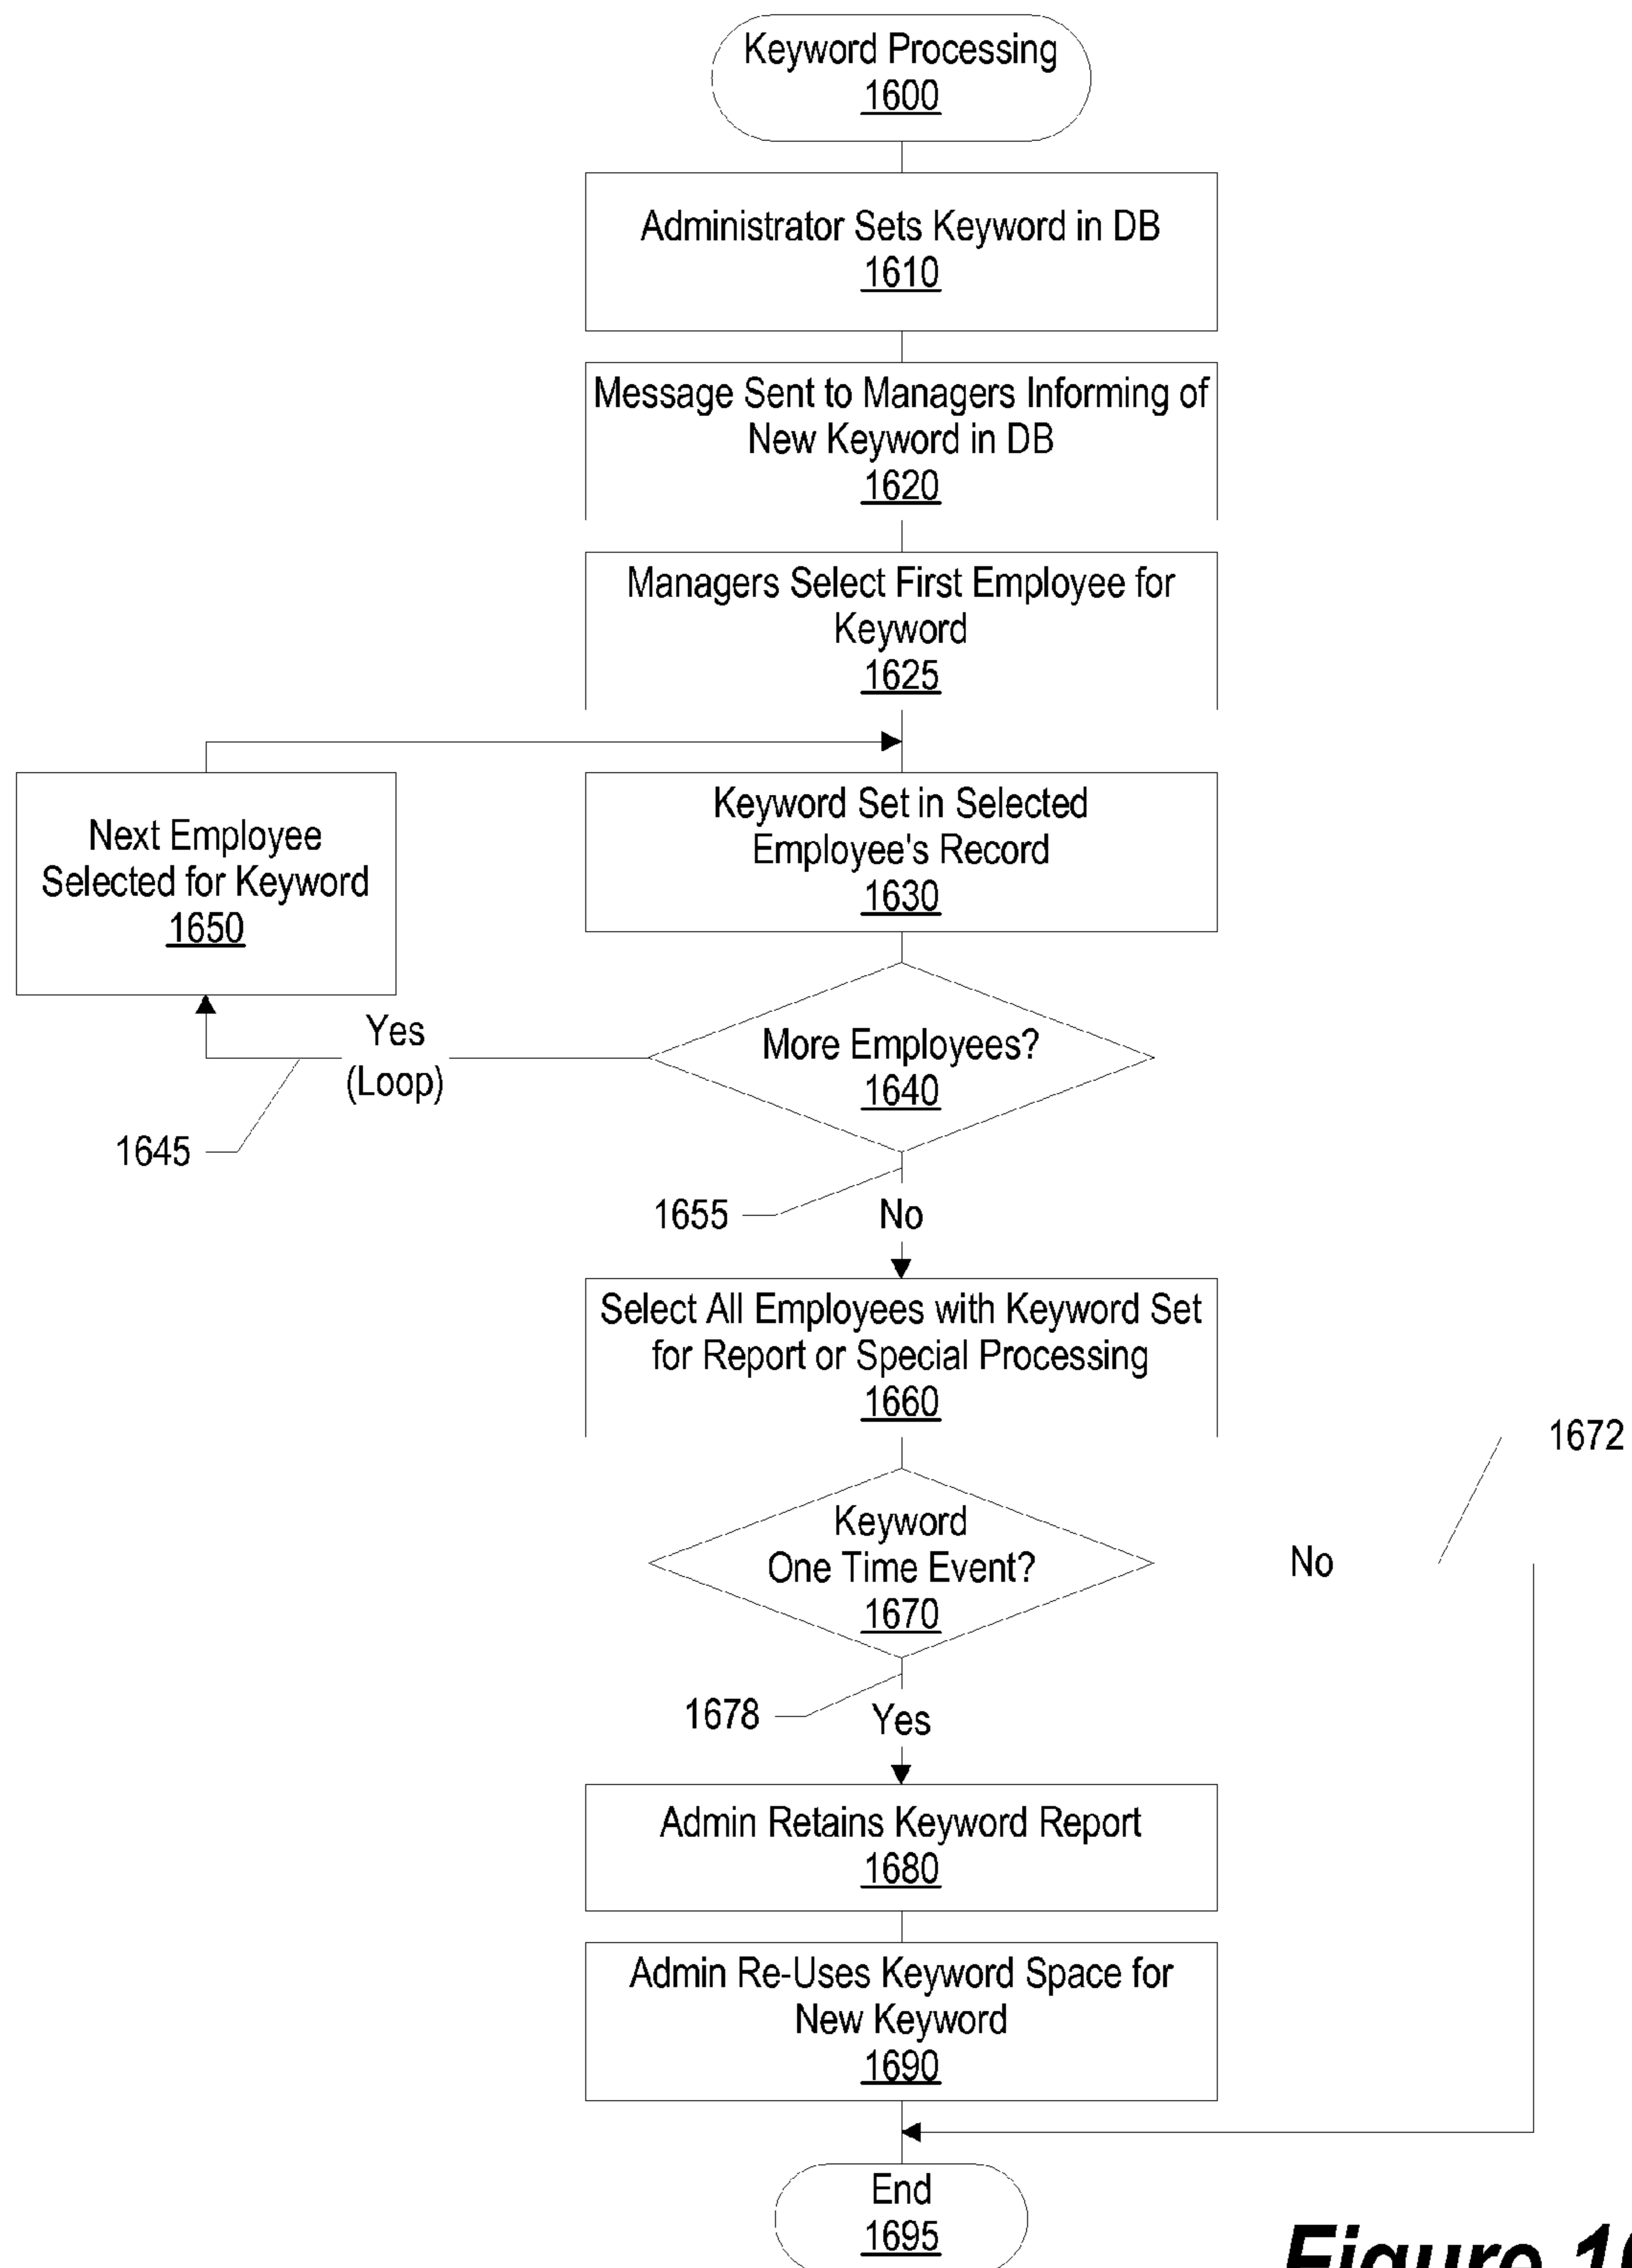 Keyword Processing
1600
Administrator Sets Keyword in DB
1610
Message Sent to Managers Informing of
New Keyword in DB
1620
Managers Select First Employee for
Keyword
1625
Keyword Set in Selected
Employee's Record
1630
Next Employee
Selected for Keyword
1650
More Employees?
1640
Yes
(Loop)
1645
1655
No
Select All Employees with Keyword Set
for Report or Special Processing
1660
1672
Keyword
One Time Event?
1670
No
1678
Yes
Admin Retains Keyword Report
1680
Admin Re-Uses Keyword Space for
New Keyword
1690
End
1695
Figure